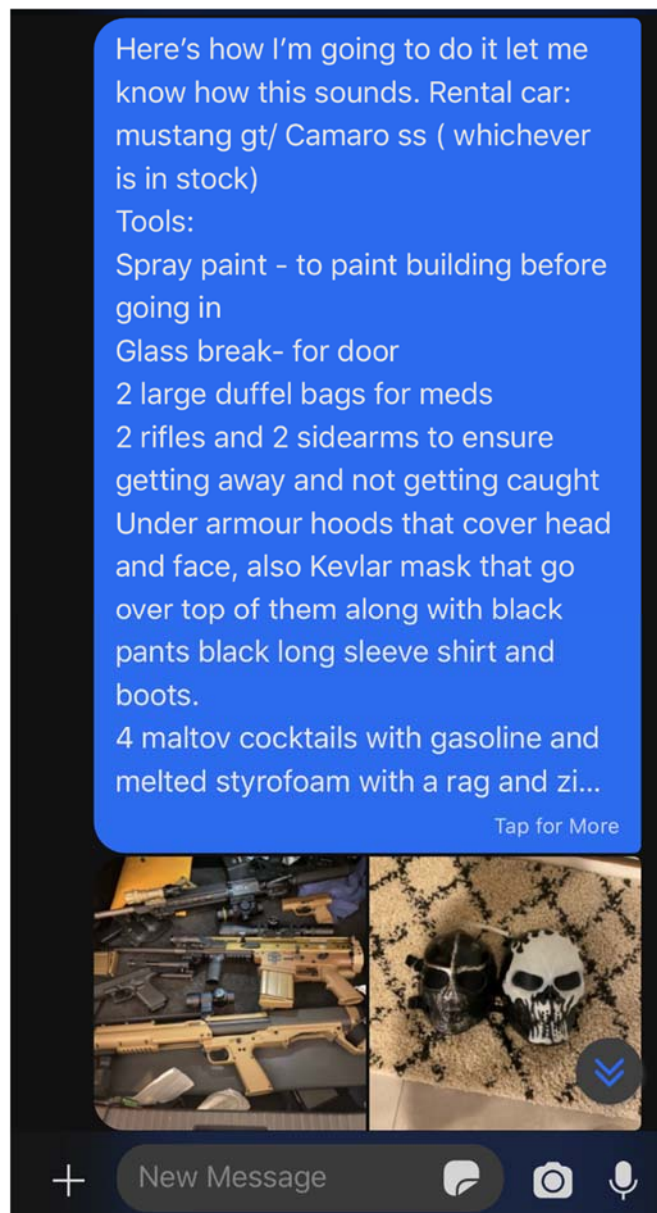 Here’s how I’m going to do it let me
know how this sounds. Rental car:
mustang gt/ Camaro ss ( whichever
is in stock)
Tools:
Spray paint - to paint building before
going in
Glass break- for door
2 large duffel bags for meds
2 rifles and 2 sidearms to ensure
getting away and not getting caught
Under armour hoods that cover head
and face, also Kevlar mask that go
over top of them along with black
pants black long sleeve shirt and
boots.
4 maltov cocktails with gasoline and
melted styrofoam with a rag and zi...
Tap for More
New Message